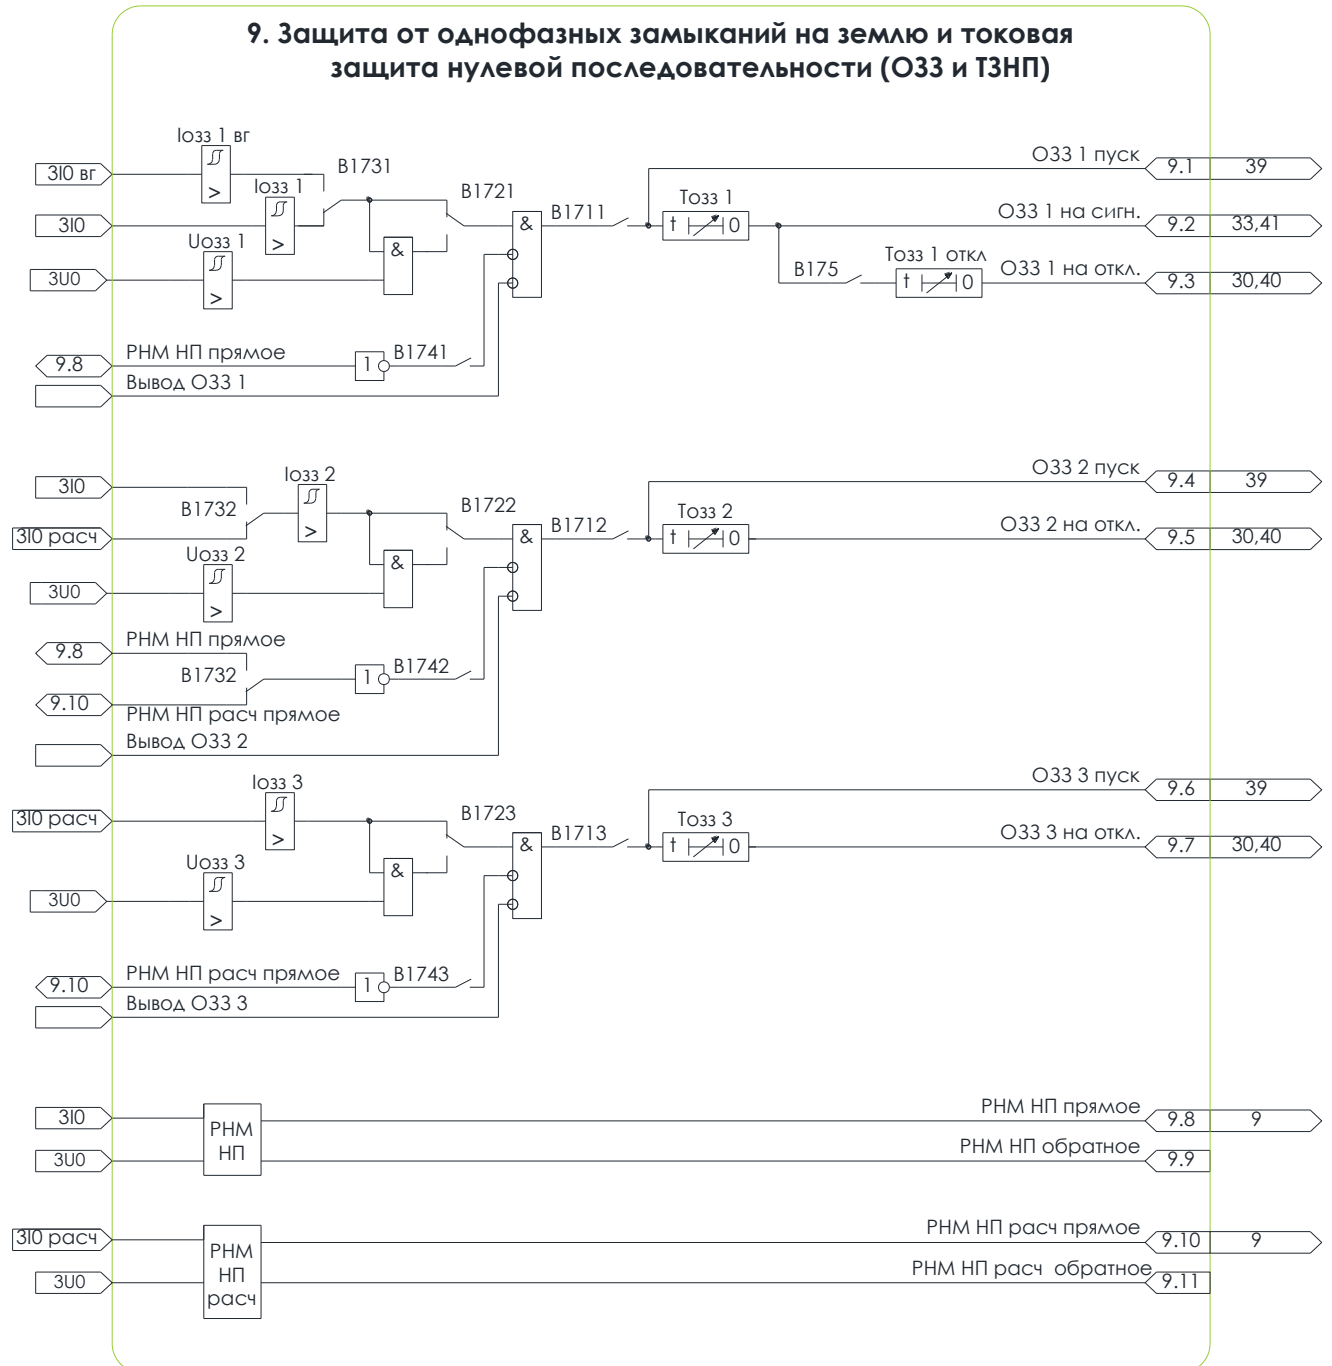 9. Защита от однофазных замыканий на землю и токовая
защита нулевой последовательности (ОЗЗ и ТЗНП)
Iозз 1 вг
3I0 вг
>
B1731
Iозз 1
3I0
>
B1721
Uозз 1
3U0
>
&
&
B1711
Тозз 1
t 0
ОЗЗ 1 пуск
9.1 39
ОЗЗ 1 на сигн.
9.2 33,41
B175
Тозз 1 откл
t 0
ОЗЗ 1 на откл.
9.3 30,40
9.8
РНМ НП прямое
1
B1741
Вывод ОЗЗ 1
3I0
B1732
3I0 расч
Iозз 2
>
B1722
Uозз 2
3U0
>
&
&
B1712
Тозз 2
t 0
ОЗЗ 2 пуск
9.4 39
ОЗЗ 2 на откл.
9.5 30,40
9.8
РНМ НП прямое
B1732
1
B1742
9.10
РНМ НП расч прямое
Вывод ОЗЗ 2
Iозз 3
3I0 расч
>
B1723
Uозз 3
3U0
>
&
&
B1713
Тозз 3
t 0
ОЗЗ 3 пуск
9.6 39
ОЗЗ 3 на откл.
9.7 30,40
9.10
РНМ НП расч прямое
1
B1743
Вывод ОЗЗ 3
3I0
3U0
РНМ
НП
РНМ НП прямое
9.8 9
РНМ НП обратное
9.9
3I0 расч
3U0
РНМ
НП
расч
РНМ НП расч прямое
9.10 9
РНМ НП расч обратное
9.11